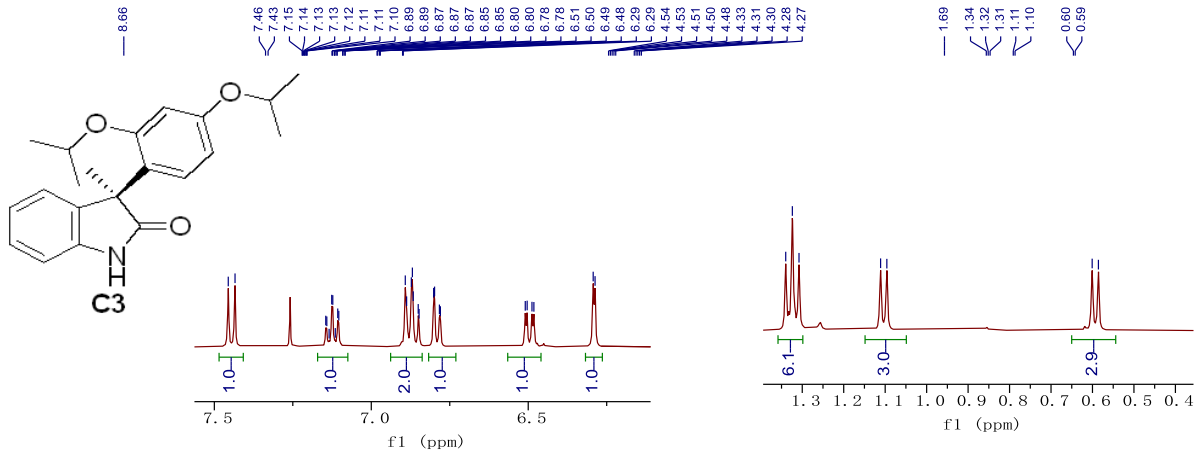 8.66 7.46 7.43 7.15 7.14 7.13 7.13 7.12 7.11 7.11 7.10 6.89 6.89 6.87 6.87 6.87 6.85 6.85 6.80 6.80 6.78 6.78 6.51 6.50 6.49 6.48 6.29 6.29 4.54 4.53 4.51 4.50 4.48 4.33 4.31 4.30 4.28 4.27 1.69 1.34 1.32 1.31 1.11 1.10 0.60 0.59
O
O
O
N
H
C3
1.0 1.0 2.0 1.0 1.0 1.0
7.5 7.0 6.5
f1 (ppm)
6.1 3.0 2.9
1.3 1.2 1.1 1.0 0.9 0.8 0.7 0.6 0.5 0.4
f1 (ppm)